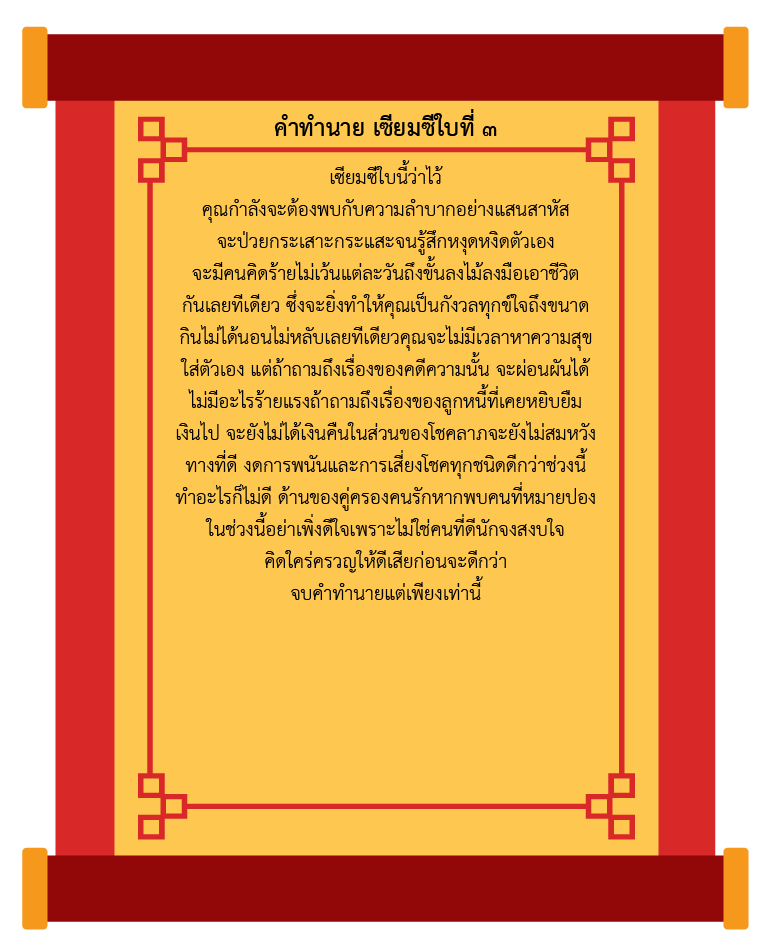 คำทำนาย เซียมซีใบที่ ๓
เซียมซีใบนี้ว่าไว้
คุณกำลังจะต้องพบกับความลำบากอย่างแสนสาหัส
จะป่วยกระเสาะกระแสะจนรู้สึกหงุดหงิดตัวเอง
จะมีคนคิดร้ายไม่เว้นแต่ละวันถึงขั้นลงไม้ลงมือเอาชีวิต
กันเลยทีเดียว ซึ่งจะยิ่งทำให้คุณเป็นกังวลทุกข์ใจถึงขนาด
กินไม่ได้นอนไม่หลับเลยทีเดียวคุณจะไม่มีเวลาหาความสุข
ใส่ตัวเอง แต่ถ้าถามถึงเรื่องของคดีความนั้น จะผ่อนผันได้
ไม่มีอะไรร้ายแรงถ้าถามถึงเรื่องของลูกหนี้ที่เคยหยิบยืม
เงินไป จะยังไม่ได้เงินคืนในส่วนของโชคลาภจะยังไม่สมหวัง
ทางที่ดี งดการพนันและการเสี่ยงโชคทุกชนิดดีกว่าช่วงนี้
ทำอะไรก็ไม่ดี ด้านของคู่ครองคนรักหากพบคนที่หมายปอง
ในช่วงนี้อย่าเพิ่งดีใจเพราะไม่ใช่คนที่ดีนักจงสงบใจ
คิดใคร่ครวญให้ดีเสียก่อนจะดีกว่า
จบคำทำนายแต่เพียงเท่านี้